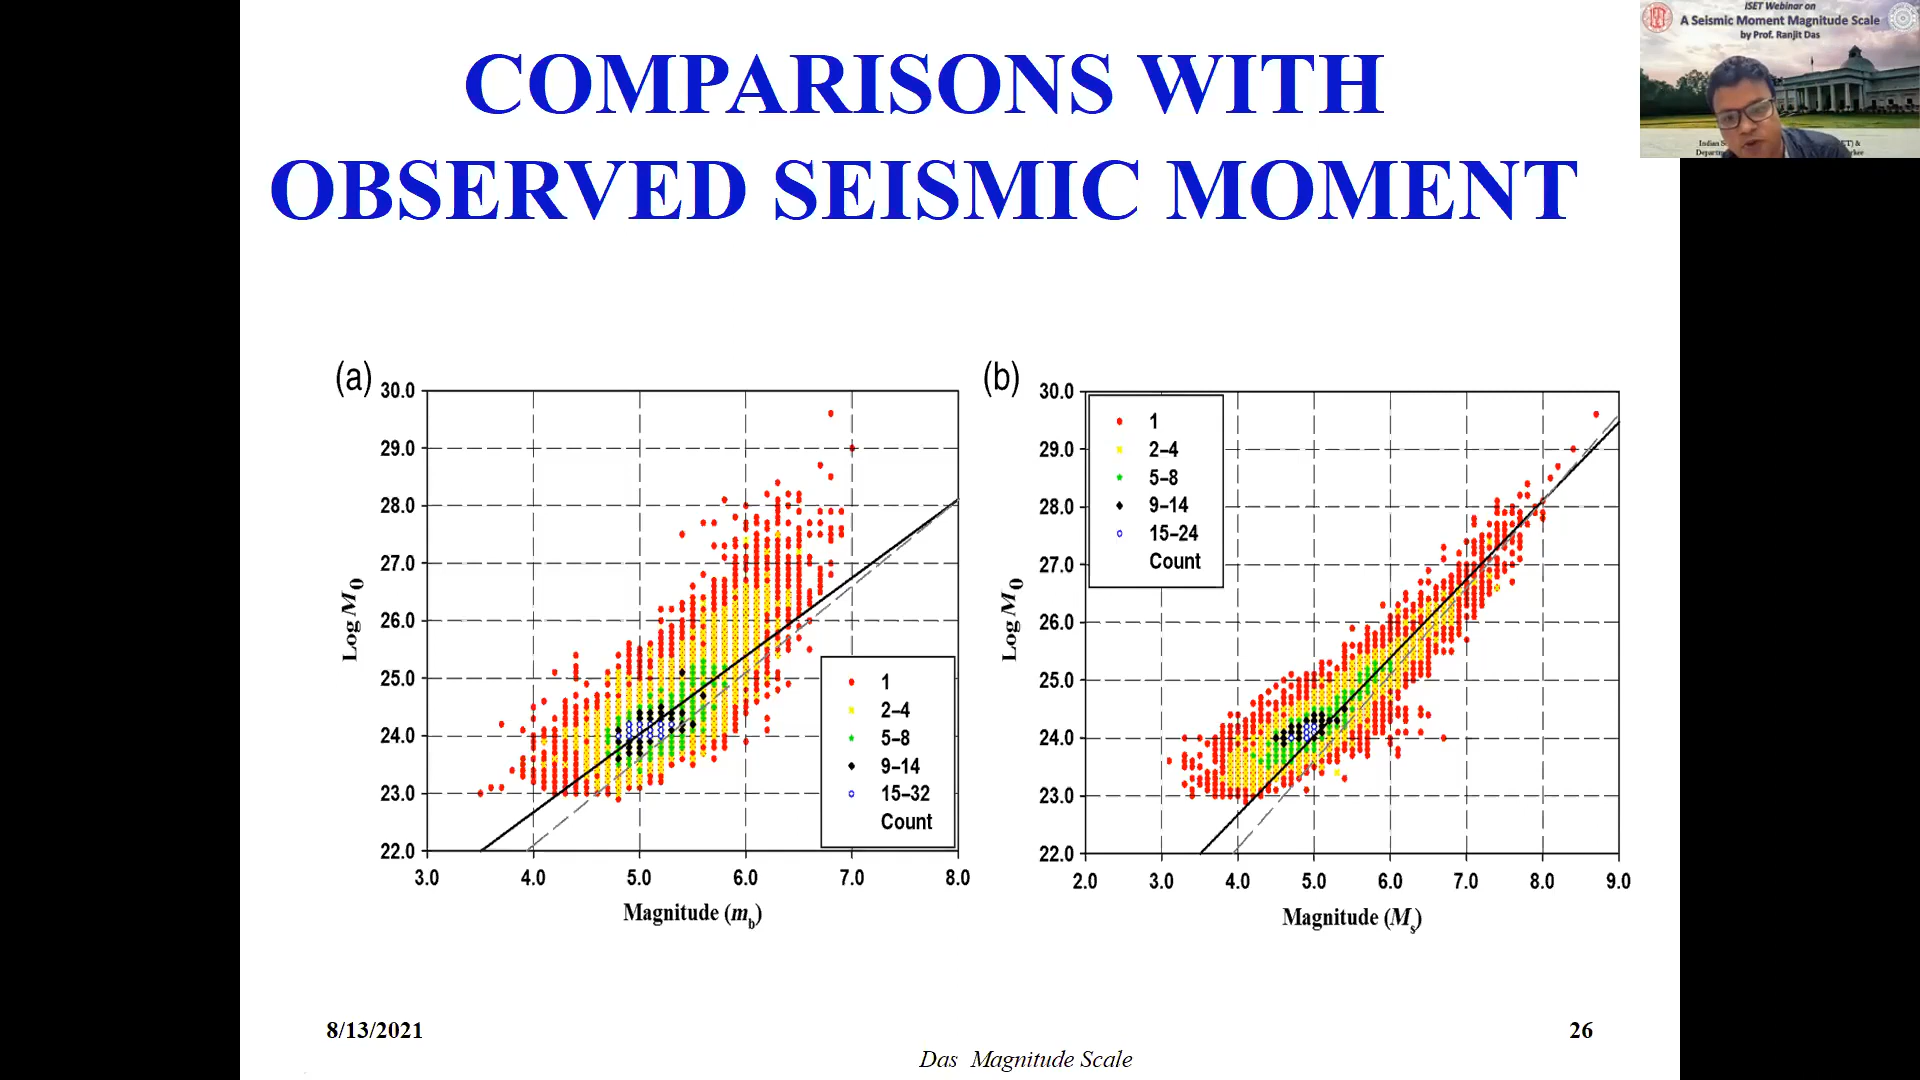 COMPARISONS WITH
OBSERVED SEISMIC MOMENT
ISET Webinar on
A Seismic Moment Magnitude Scale
by Prof. Ranjit Das
Indian S
ET) &
Departm
(a)
30.0
29.0
28.0
27.0
26.0
25.0
24.0
23.0
22.0
Log M0
3.0 4.0 5.0 6.0 7.0 8.0
Magnitude (mb)
1
2–4
5–8
9–14
15–32
Count
(b)
30.0
29.0
28.0
27.0
26.0
25.0
24.0
23.0
22.0
Log M0
2.0 3.0 4.0 5.0 6.0 7.0 8.0 9.0
Magnitude (Ms)
1
2–4
5–8
9–14
15–24
Count
8/13/2021
26
Das Magnitude Scale